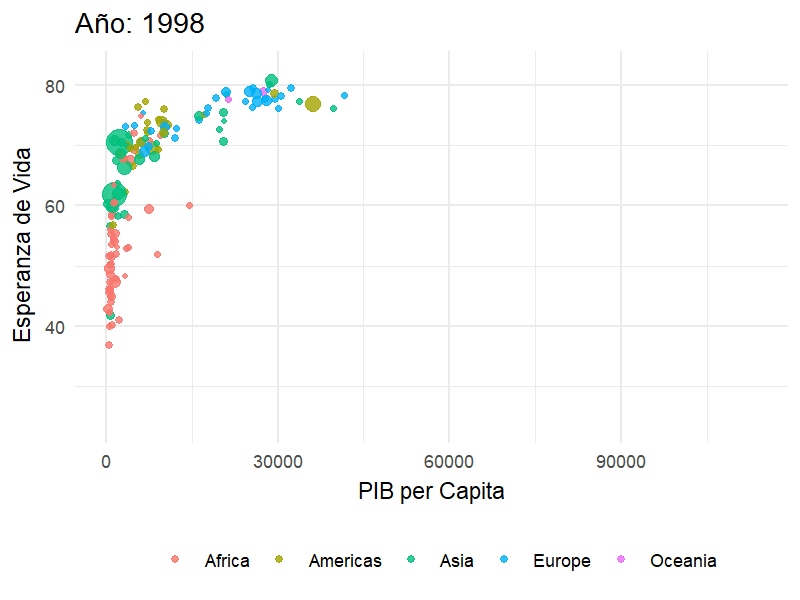 Año: 1998
Esperanza de Vida
80
60
40
0 30000 60000 90000
PIB per Capita
Africa Americas Asia Europe Oceania